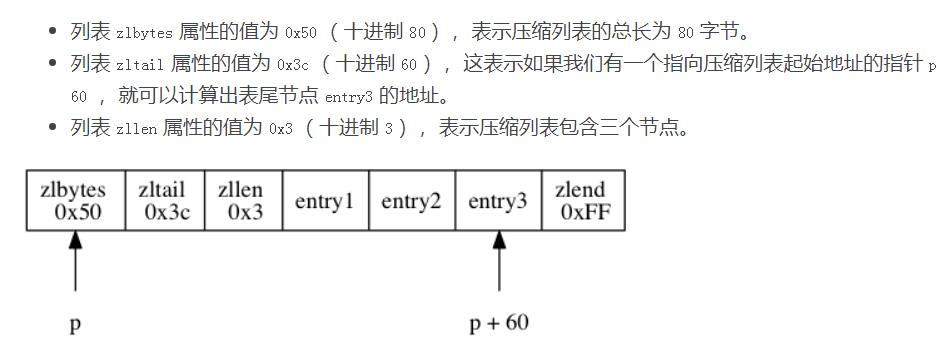 列表 zlbytes 属性的值为 0x50 （十进制 80），表示压缩列表的总长为 80 字节。
列表 zltail 属性的值为 0x3c （十进制 60），这表示如果我们有一个指向压缩列表起始地址的指针 p
60 ，就可以计算出表尾节点 entry3 的地址。
列表 zllen 属性的值为 0x3 （十进制 3），表示压缩列表包含三个节点。
zlbytes zltail zllen entry1 entry2 entry3 zlend
0x50 0x3c 0x3 0xFF
p p + 60